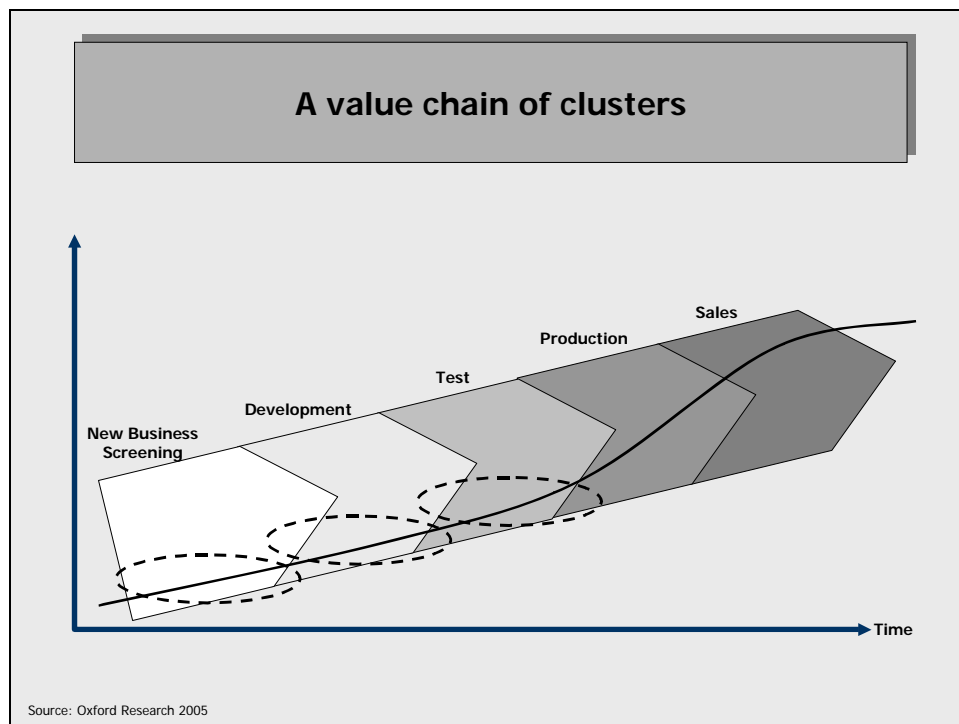 A value chain of clusters
Sales
Production
Test
Development
New Business
Screening
Time
Source: Oxford Research 2005